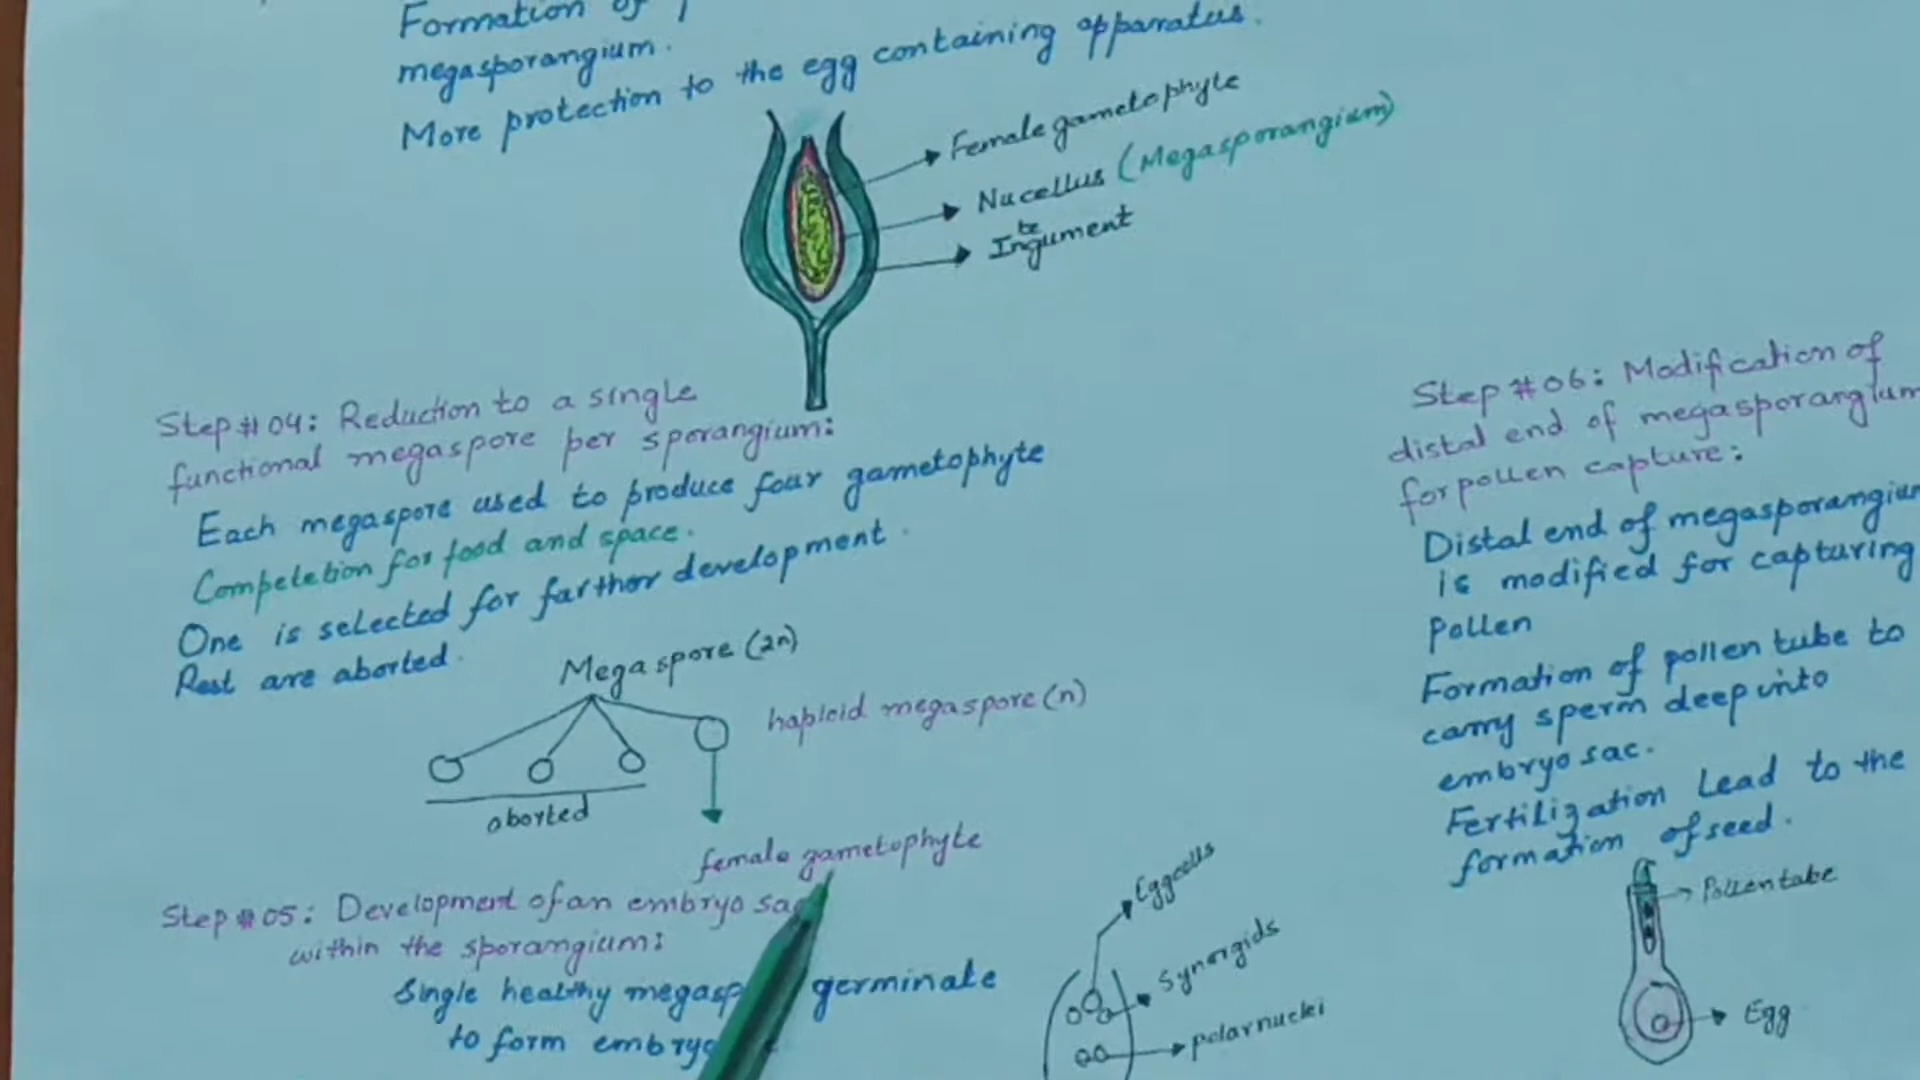 Formation of
megasporangium.
More protection to the egg containing apparatus.
Female gametophyte
Nucellus (Megasporangium)
Integument
Step # 04: Reduction to a single
functional megaspore per sporangium:
Each megaspore used to produce four gametophyte
Competetion for food and space.
One is selected for farther development.
Rest are aborted.
Mega spore (2n)
haploid megaspore (n)
aborted
female gametophyte
Step # 05: Development of an embryo sac
within the sporangium:
Single healthy megasp germinate
to form embryo
Egg cells
Synergids
polar nuclei
Step # 06: Modification of
distal end of megasporangium
for pollen capture:
Distal end of megasporangium
is modified for capturing
pollen
Formation of pollen tube to
carry sperm deep into
embryo sac.
Fertilization Lead to the
formation of seed.
Pollen tube
Egg